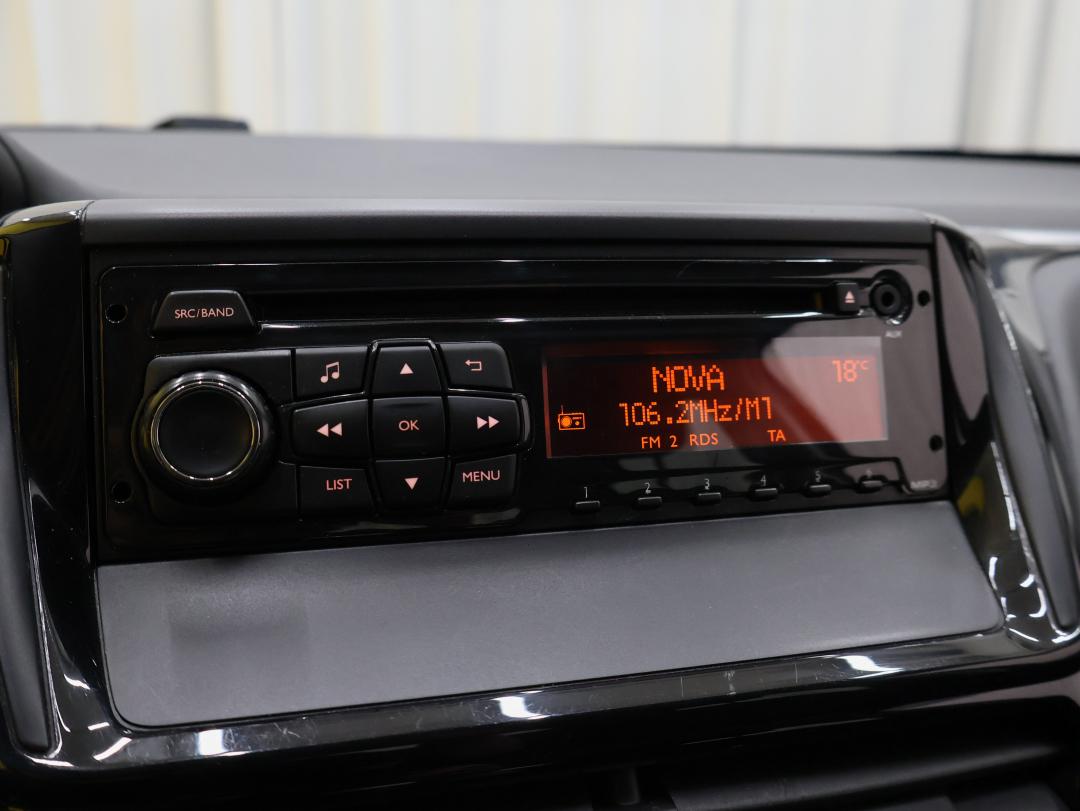 SRC/BAND
AUX
NOVA
18°C
106.2MHz/M1
FM 2 RDS TA
OK
LIST
MENU
1 2 3 4 5 6
MP3